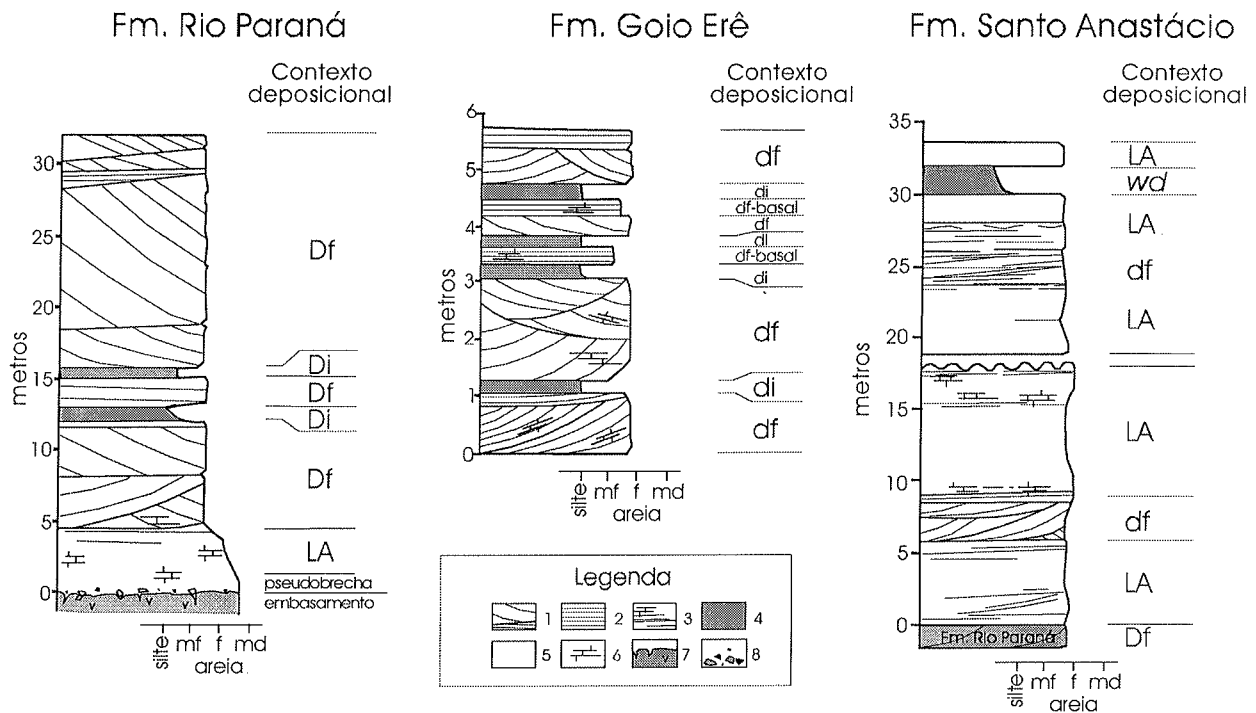 Fm. Rio Paraná
Contexto
deposicional
metros
30
25
20
15
10
5
0
Df
Di
Df
Di
Df
LA
pseudobrecha
embasamento
silte
mf
f
md
areia
Fm. Goio Erê
Contexto
deposicional
metros
6
5
4
3
2
1
0
df
di
df-basal
df
di
df-basal
di
df
di
df
silte
mf
f
md
areia
Legenda
1
2
3
4
5
6
7
8
Fm. Santo Anastácio
Contexto
deposicional
metros
35
30
25
20
15
10
5
0
LA
wd
LA
df
LA
LA
df
LA
Df
Fm. Rio Paraná
silte
mf
f
md
areia